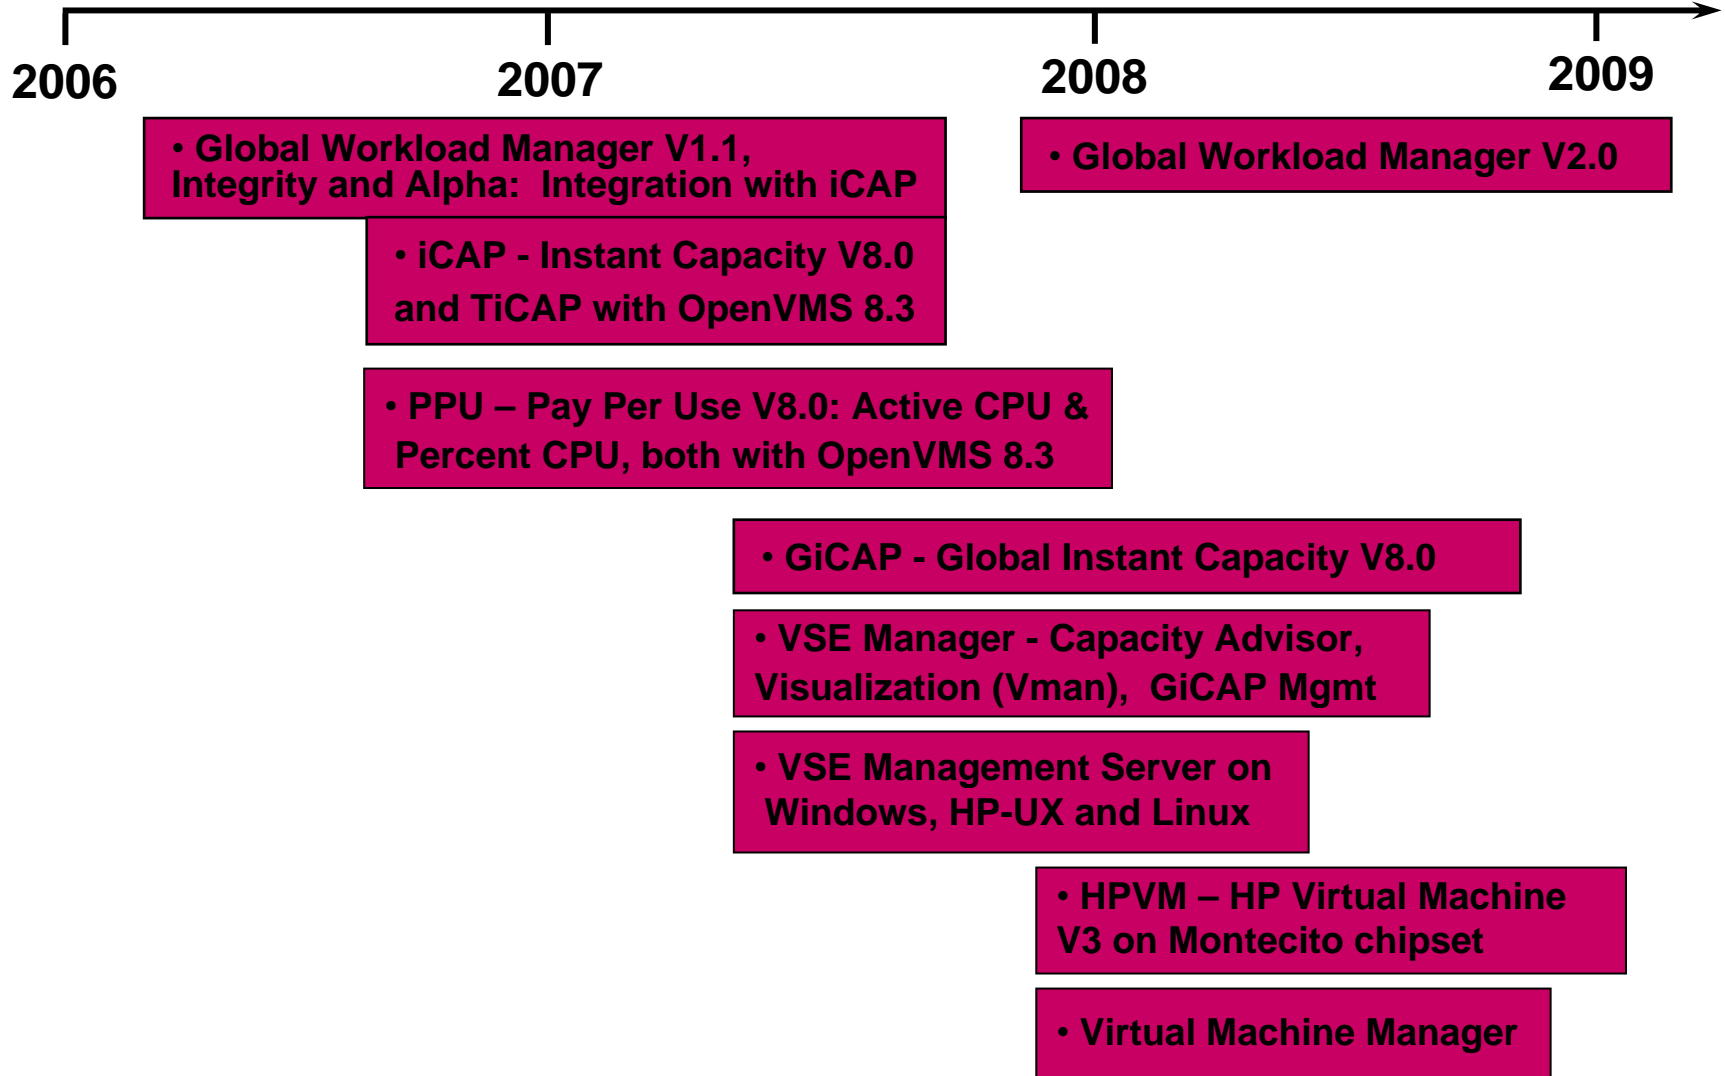 2006 2007 2008 2009
• Global Workload Manager V1.1,
Integrity and Alpha: Integration with iCAP
• Global Workload Manager V2.0
• iCAP - Instant Capacity V8.0
and TiCAP with OpenVMS 8.3
• PPU – Pay Per Use V8.0: Active CPU &
Percent CPU, both with OpenVMS 8.3
• GiCAP - Global Instant Capacity V8.0
• VSE Manager - Capacity Advisor,
Visualization (Vman), GiCAP Mgmt
• VSE Management Server on
Windows, HP-UX and Linux
• HPVM – HP Virtual Machine
V3 on Montecito chipset
• Virtual Machine Manager